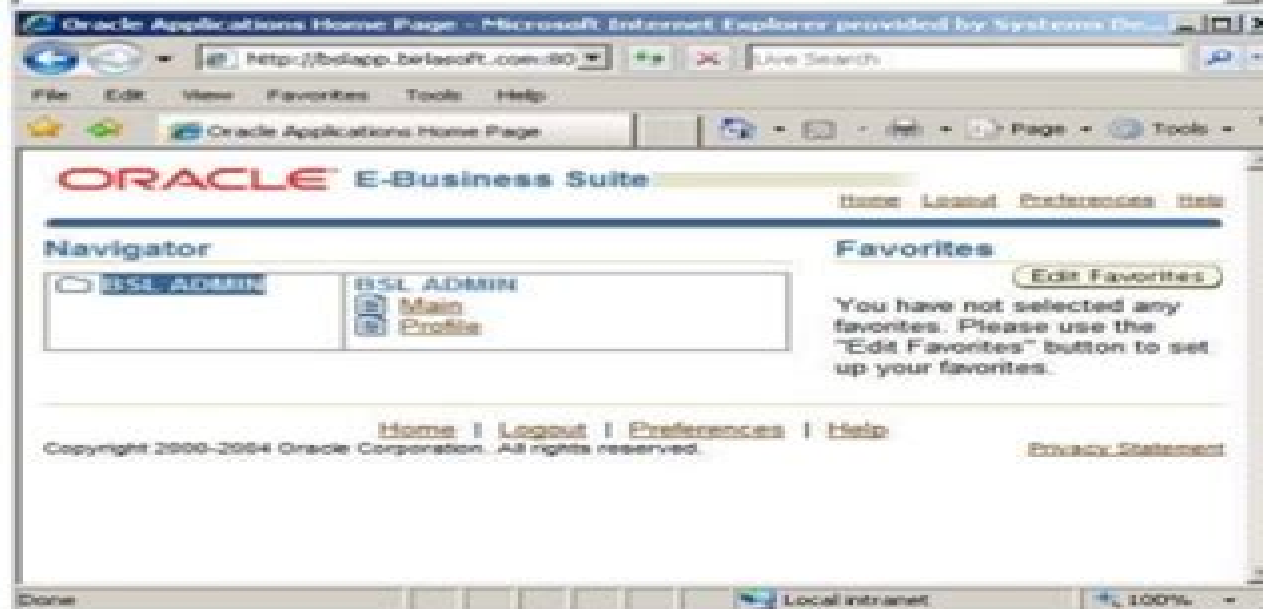 Oracle Applications Home Page - Microsoft Internet Explorer provided by Systems De...
http://bslapp.birlasoft.com:80
Live Search
File Edit View Favorites Tools Help
Oracle Applications Home Page
Page
Tools
ORACLE E-Business Suite
Home Logout Preferences Help
Navigator
Favorites
BSL ADMIN
BSL ADMIN
Main
Profile
Edit Favorites
You have not selected any
favorites. Please use the
"Edit Favorites" button to set
up your favorites.
Home | Logout | Preferences | Help
Copyright 2000-2004 Oracle Corporation. All rights reserved.
Privacy Statement
Done
Local intranet
100%